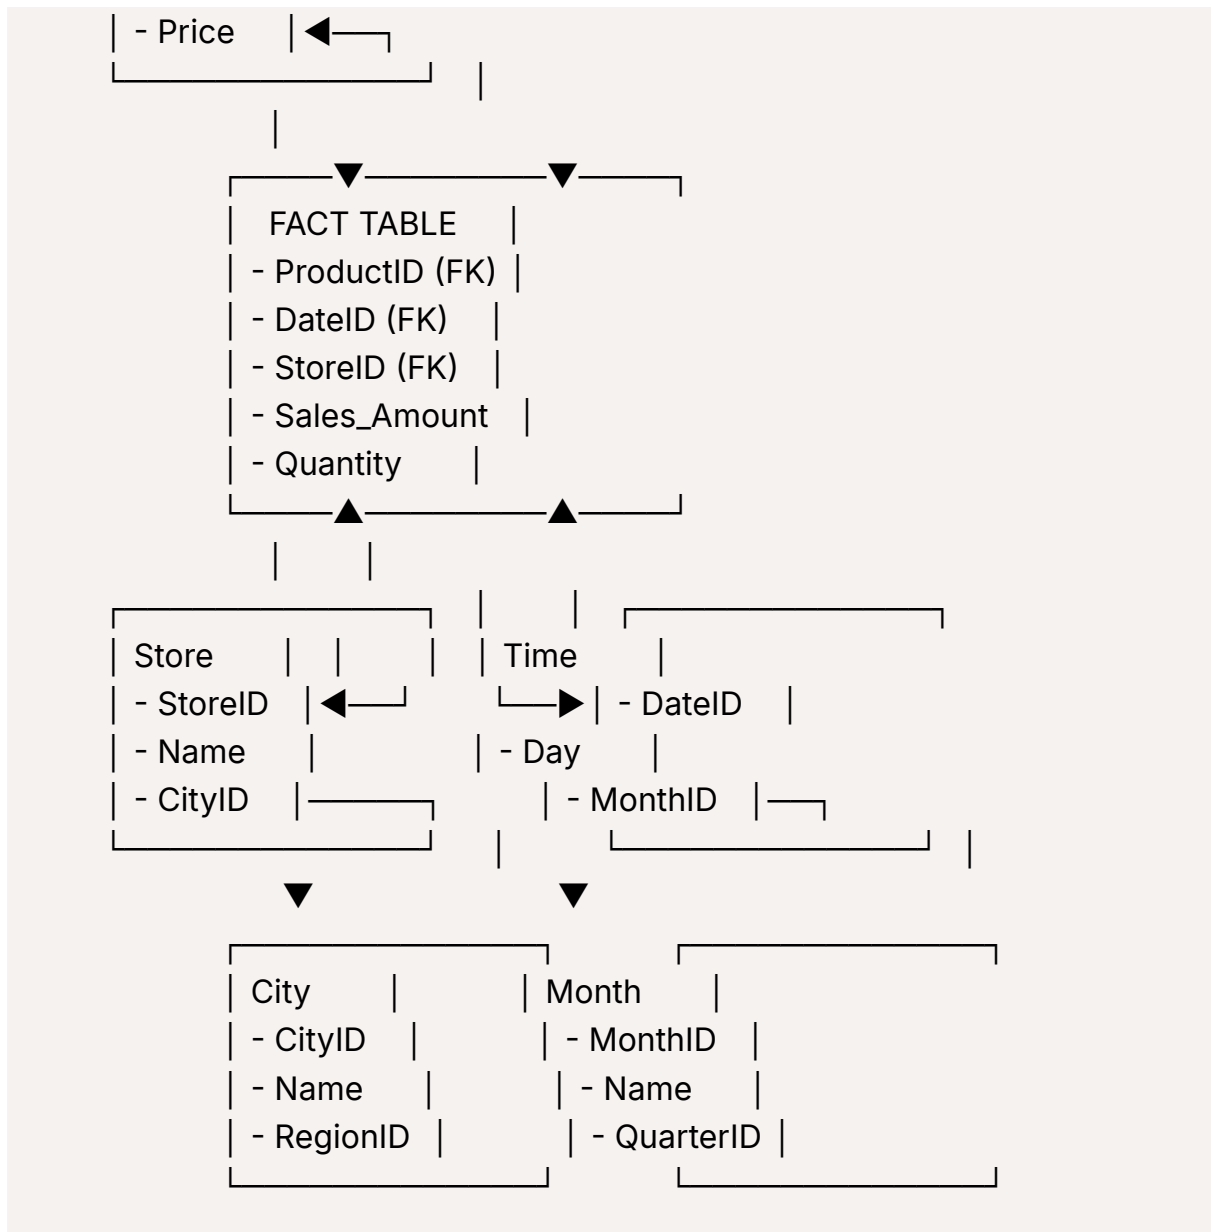 │ - Price │◄──┐
└────────────────┘ │
│
┌─────▼─────────▼─────┐
│ FACT TABLE │
│ - ProductID (FK) │
│ - DateID (FK) │
│ - StoreID (FK) │
│ - Sales_Amount │
│ - Quantity │
└─────▲─────────▲─────┘
│ │
┌────────────────┐ │ │ ┌────────────────┐
│ Store │ │ │ │ Time │
│ - StoreID │◄──┘ └──►│ - DateID │
│ - Name │ │ - Day │
│ - CityID │──────┐ │ - MonthID │──┐
└────────────────┘ │ └────────────────┘ │
▼ ▼
┌────────────────┐ ┌────────────────┐
│ City │ │ Month │
│ - CityID │ │ - MonthID │
│ - Name │ │ - Name │
│ - RegionID │ │ - QuarterID │
└────────────────┘ └────────────────┘